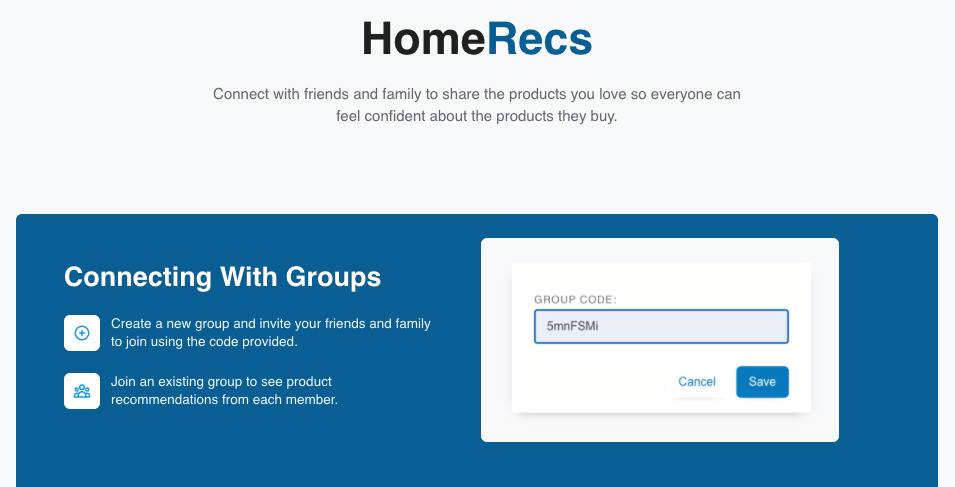 HomeRecs
Connect with friends and family to share the products you love so everyone can
feel confident about the products they buy.
Connecting With Groups
Create a new group and invite your friends and family
to join using the code provided.
Join an existing group to see product
recommendations from each member.
GROUP CODE:
5mnFSMi
Cancel
Save